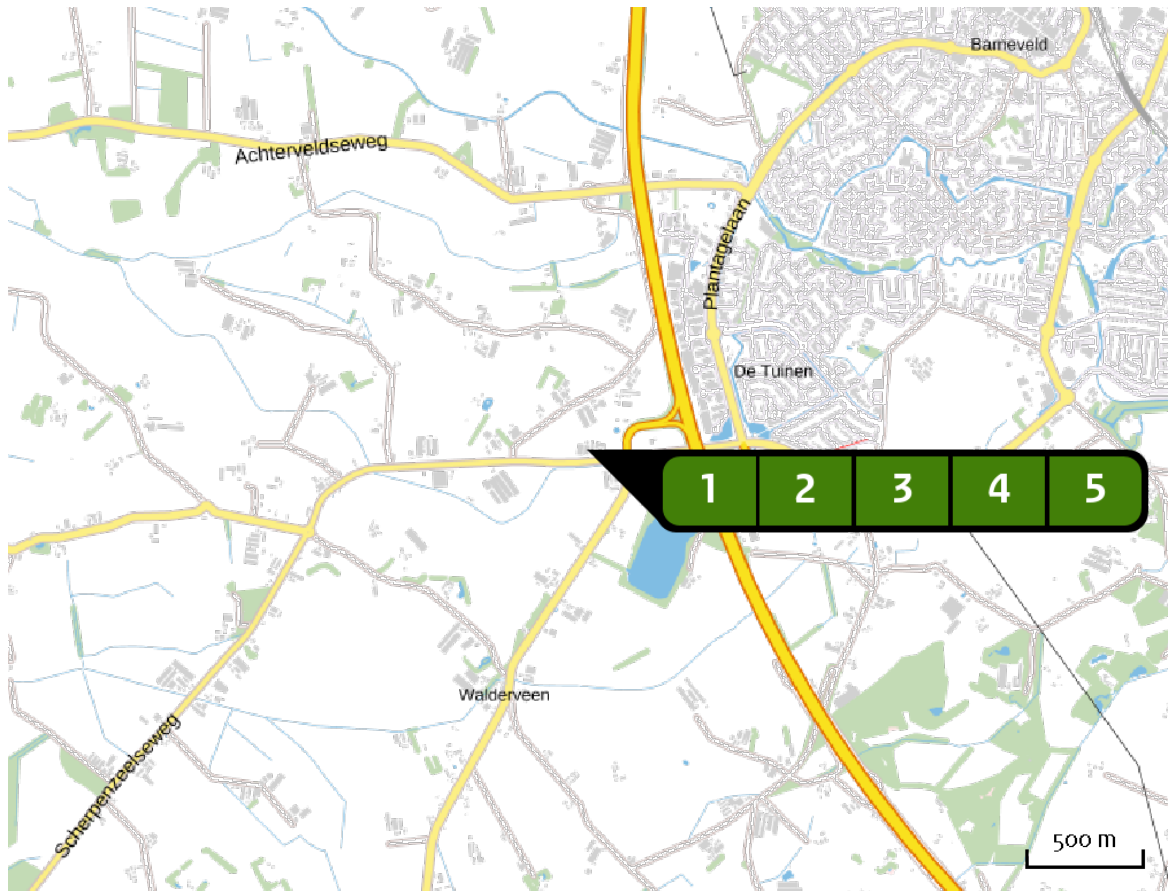 Barneveld
Achterveldseweg
Plantagelaan
De Tuinen
1 2 3 4 5
Walderveen
Scherpenzeelseweg
500 m